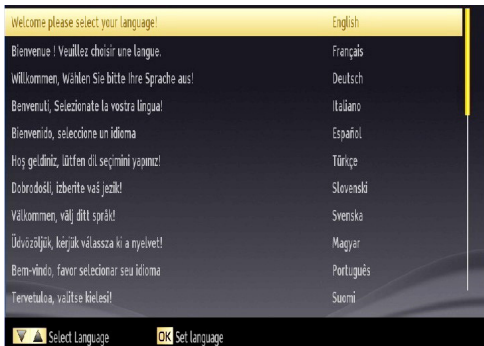 Welcome please select your language! English
Bienvenue ! Veuillez choisir une langue. Français
Willkommen, Wählen Sie bitte Ihre Sprache aus! Deutsch
Benvenuti, Selezionate la vostra lingua! Italiano
Bienvenido, seleccione un idioma Español
Hoş geldiniz, lütfen dil seçimini yapınız! Türkçe
Dobrodošli, izberite vaš jezik! Slovenski
Välkommen, välj ditt språk! Svenska
Üdvözöljük, kérjük válassza ki a nyelvet! Magyar
Bem-vindo, favor selecionar seu idioma Português
Tervetuloa, valitse kielesi! Suomi
Select Language OK Set language